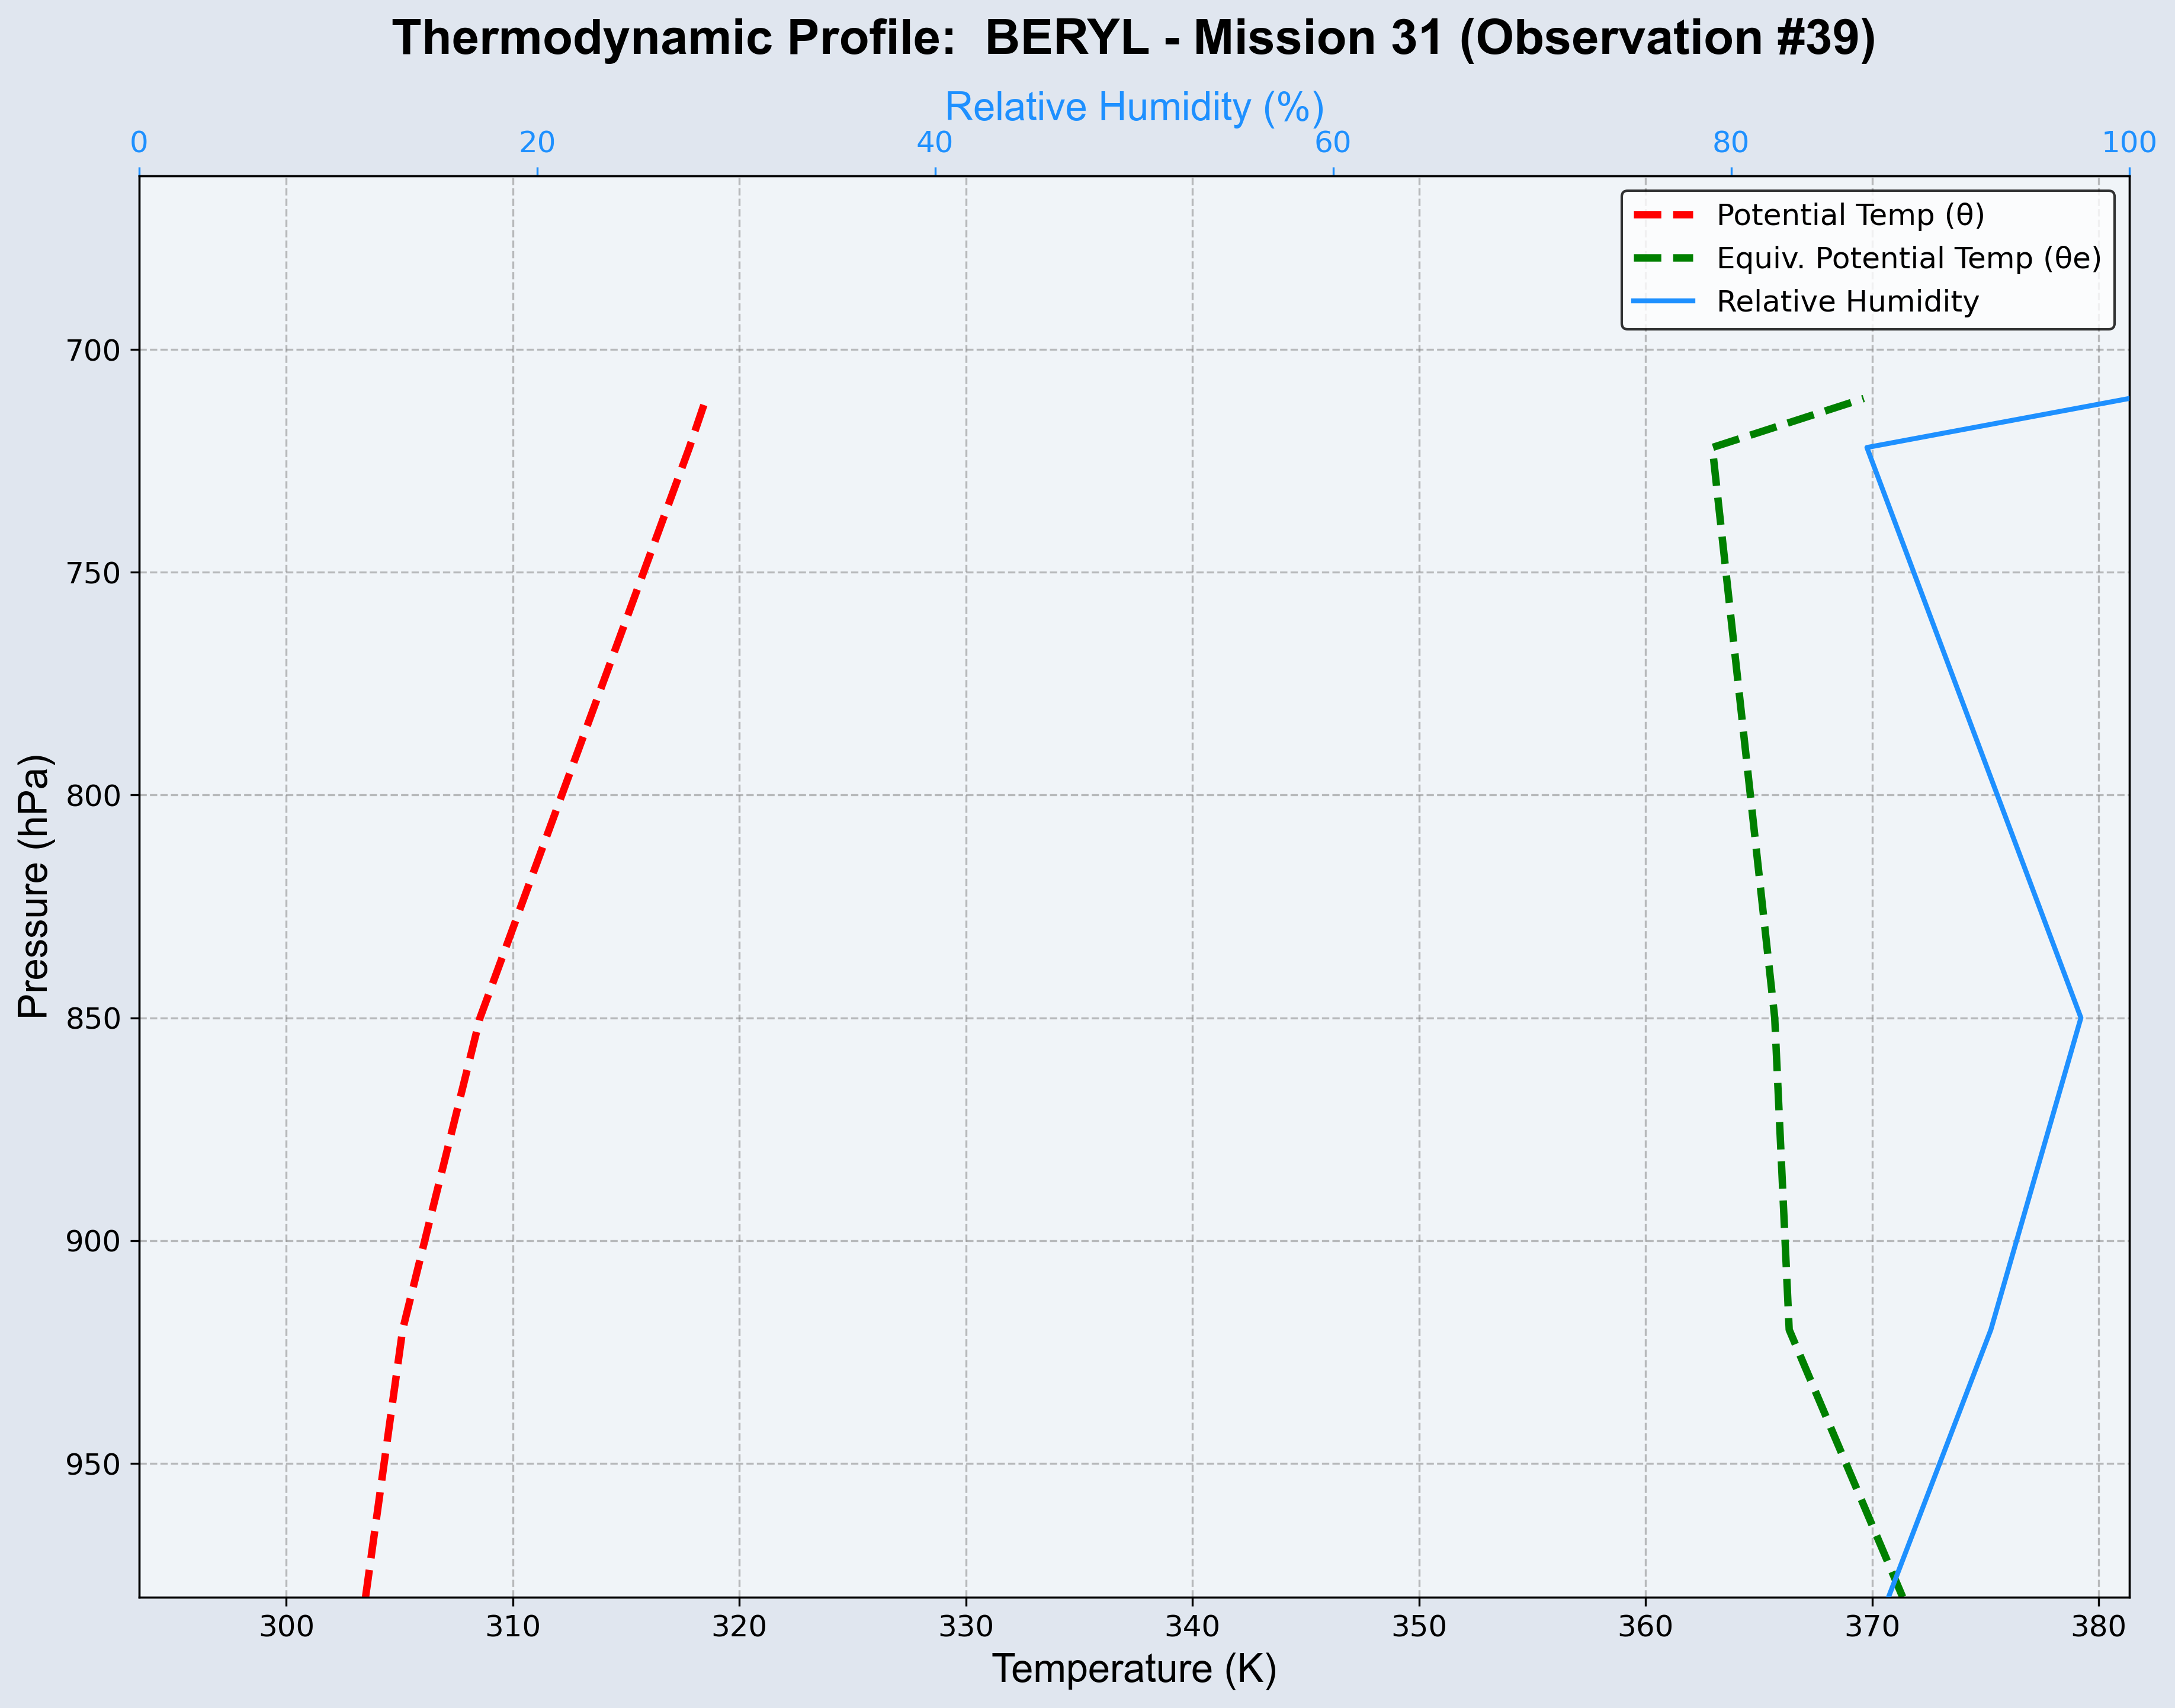 Thermodynamic Profile:  BERYL - Mission 31 (Observation #39)
Relative Humidity (%)
0 20 40 60 80 100
Potential Temp (θ)
Equiv. Potential Temp (θe)
Relative Humidity
700
750
800
850
900
950
Pressure (hPa)
300 310 320 330 340 350 360 370 380
Temperature (K)